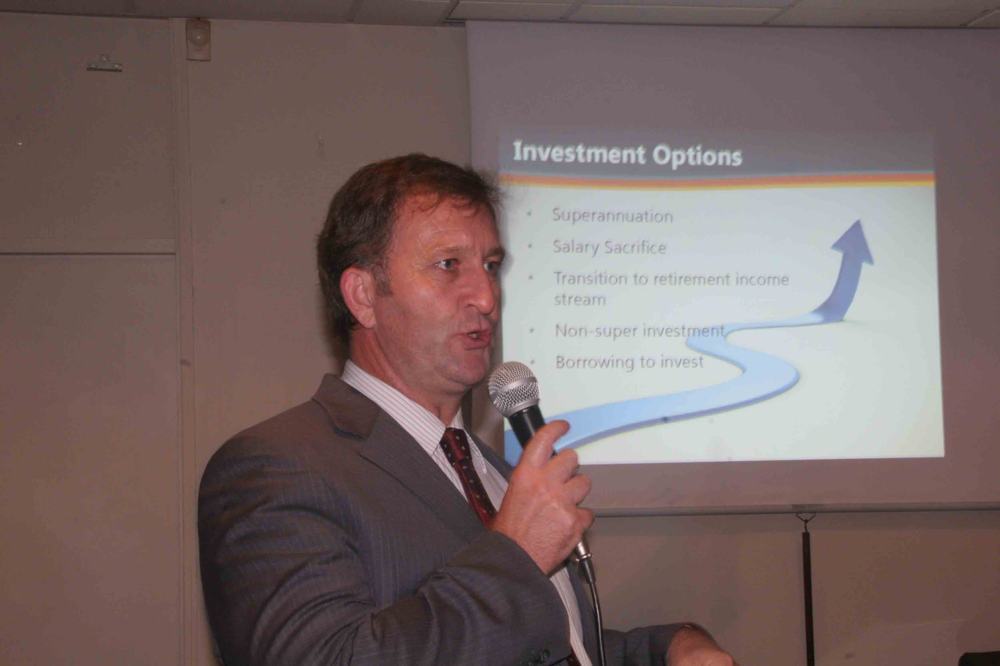 Investment Options
• Superannuation
• Salary Sacrifice
• Transition to retirement income
stream
• Non-super investment
• Borrowing to invest